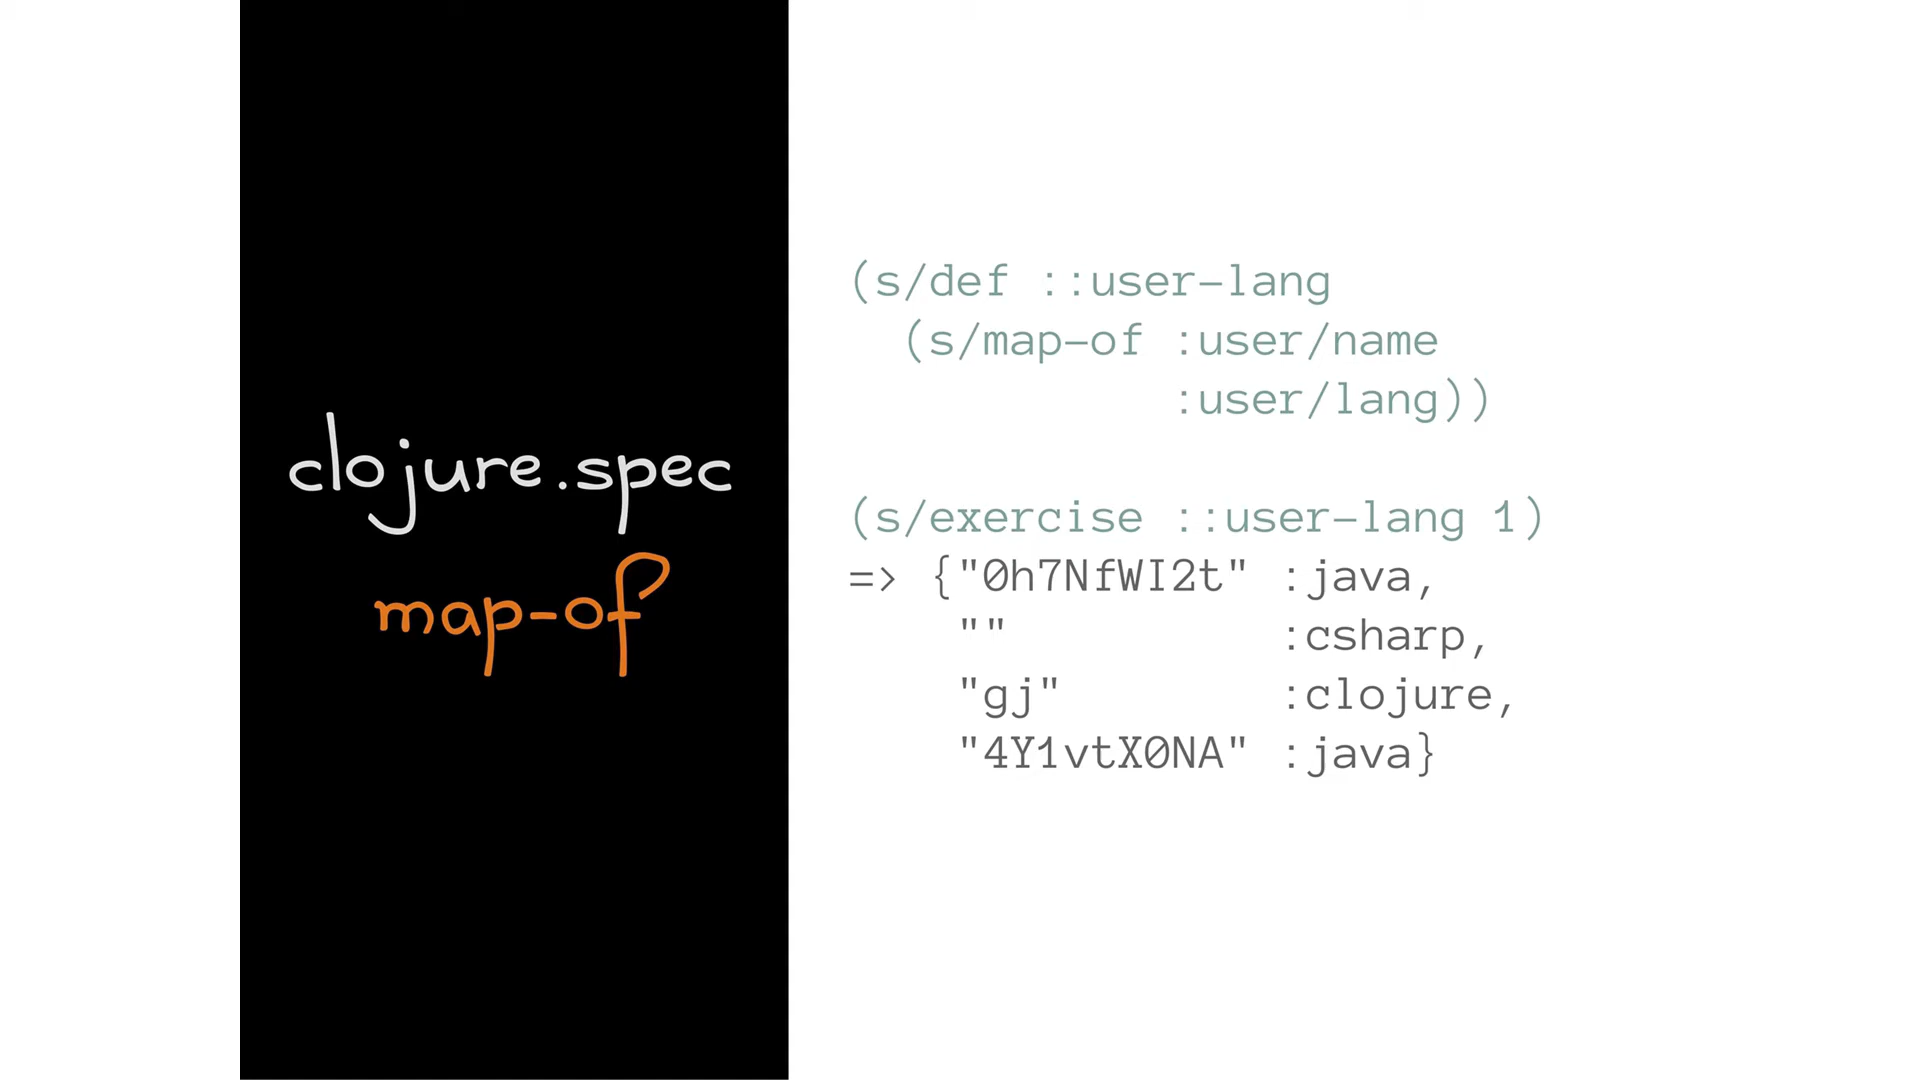 clojure.spec
map-of
(s/def ::user-lang
(s/map-of :user/name
:user/lang))
(s/exercise ::user-lang 1)
=> {"0h7NfWI2t" :java,
"" :csharp,
"gj" :clojure,
"4Y1vtX0NA" :java}